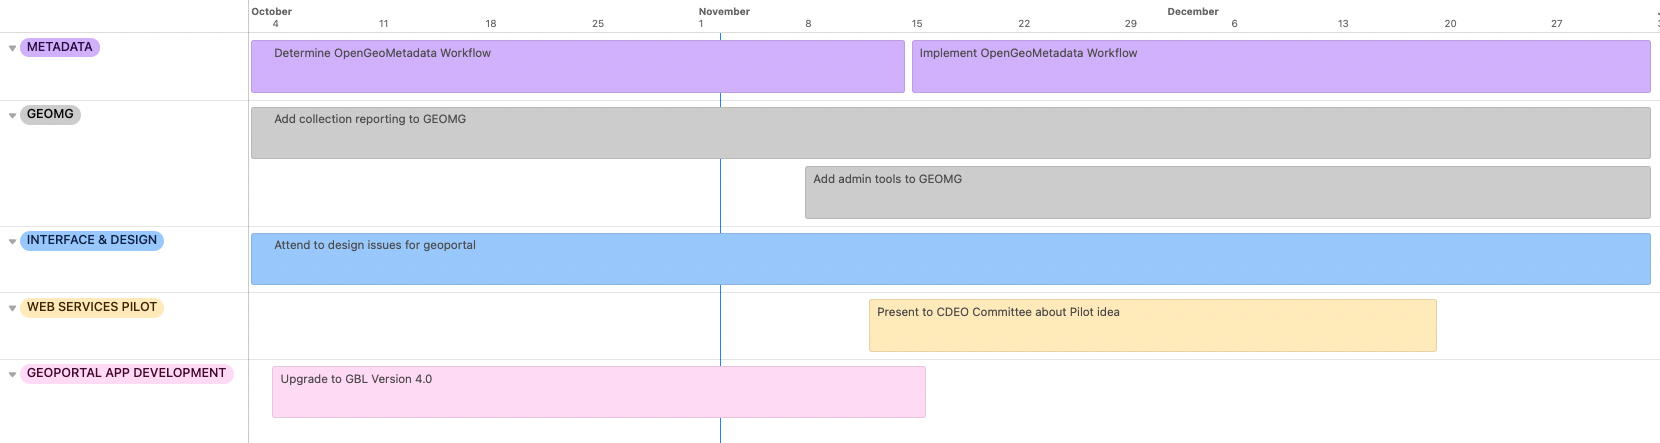 October November December
4 11 18 25 1 8 15 22 29 6 13 20 27
METADATA
Determine OpenGeoMetadata Workflow
Implement OpenGeoMetadata Workflow
GEOMG
Add collection reporting to GEOMG
Add admin tools to GEOMG
INTERFACE & DESIGN
Attend to design issues for geoportal
WEB SERVICES PILOT
Present to CDEO Committee about Pilot idea
GEOPORTAL APP DEVELOPMENT
Upgrade to GBL Version 4.0